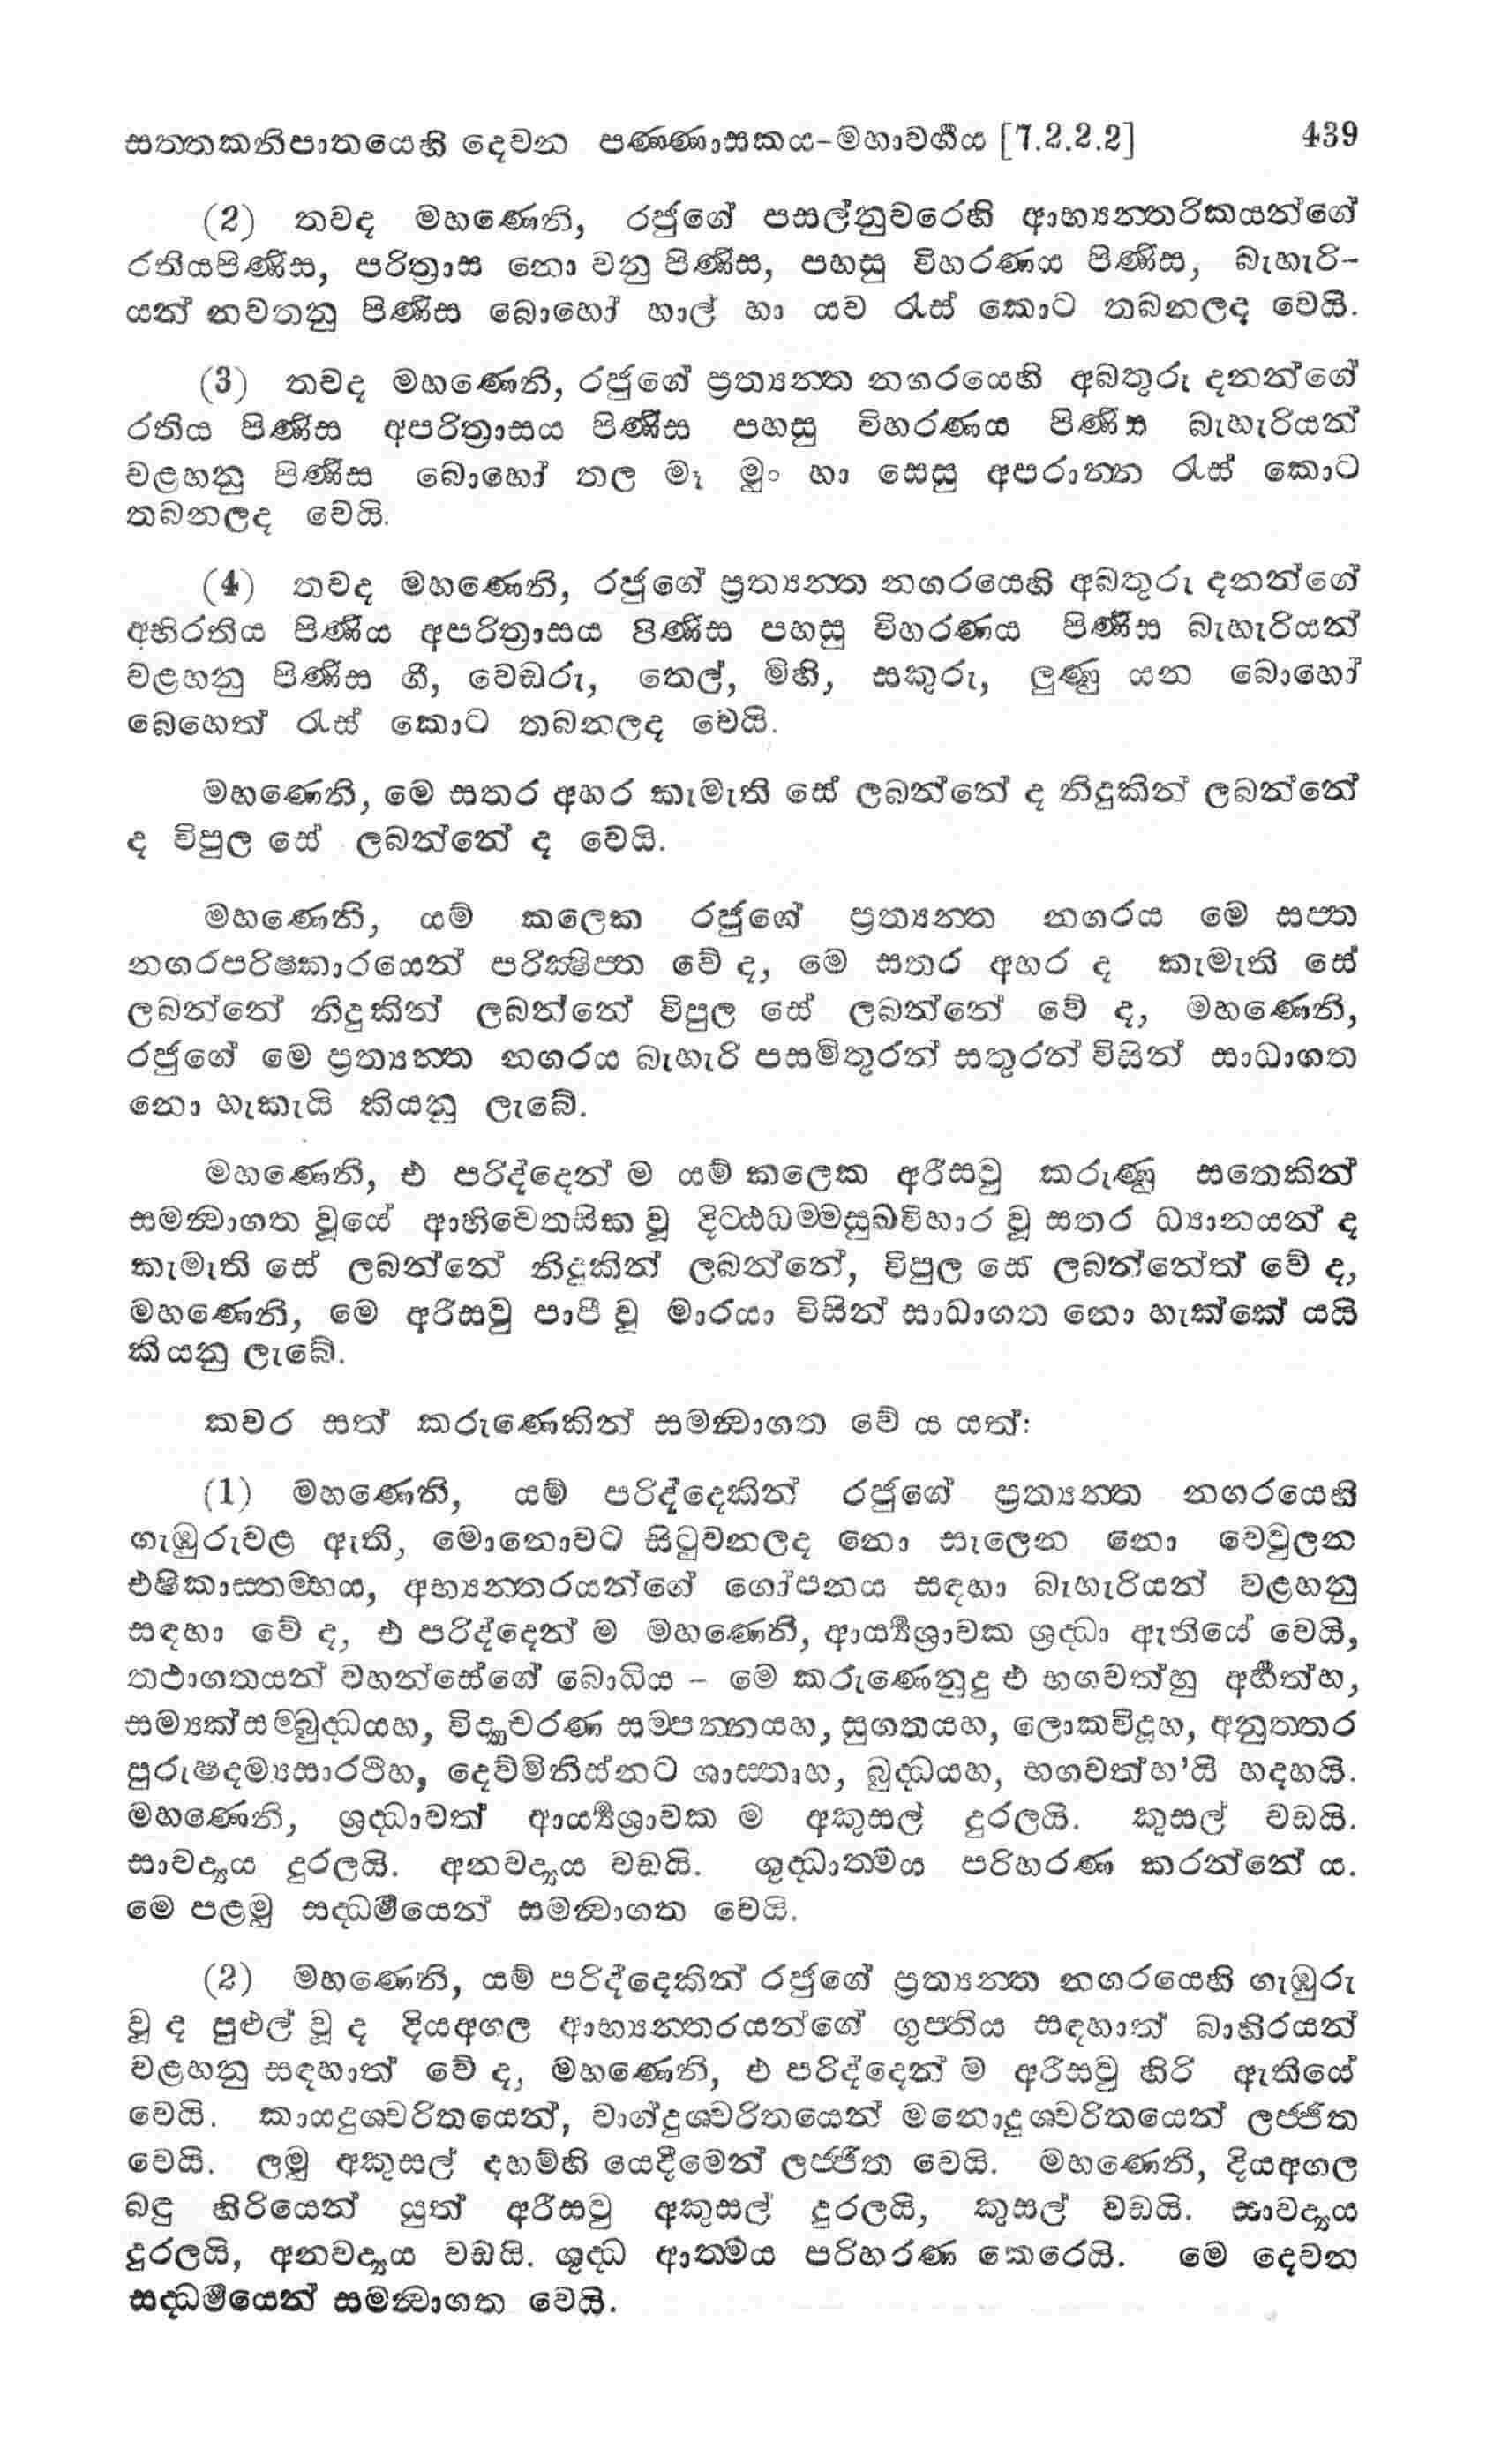 සත්තකනිපාතයෙහි දෙවන පණ්ණාසකය-මහාවර්ගය [7.2.2.2] 439
(2) තවද මහණෙනි, රජුගේ පසල්නුවරෙහි ආභ්‍යන්තරිකයන්ගේ
රතියපිණිස, පරිත්‍රාස නො වනු පිණිස, පහසු විහරණය පිණිස, බැහැරි-
යන් නවතනු පිණිස බොහෝ හාල් හා යව රැස් කොට තබනලද වෙයි.
(3) තවද මහණෙනි, රජුගේ ප්‍රත්‍යන්ත නගරයෙහි අබතුරු දනන්ගේ
රතිය පිණිස අපරිත්‍රාසය පිණිස පහසු විහරණය පිණිස බැහැරියන්
වළහනු පිණිස බොහෝ තල මෑ මුං හා සෙසු අපරාන්න රැස් කොට
තබනලද වෙයි.
(4) තවද මහණෙනි, රජුගේ ප්‍රත්‍යන්ත නගරයෙහි අබතුරු දනන්ගේ
අභිරතිය පිණිය අපරිත්‍රාසය පිණිස පහසු විහරණය පිණිස බැහැරියන්
වළහනු පිණිස ගී, වෙඬරු, තෙල්, මිහි, සකුරු, ලුණු යන බොහෝ
බෙහෙත් රැස් කොට තබනලද වෙයි.
මහණෙනි, මෙ සතර අහර කැමැති සේ ලබන්නේ ද නිදුකින් ලබන්නේ
ද විපුල සේ ලබන්නේ ද වෙයි.
මහණෙනි, යම් කලෙක රජුගේ ප්‍රත්‍යන්ත නගරය මෙ සප්ත
නගරපරිෂ්කාරයෙන් පරික්ෂිප්ත වේ ද, මෙ සතර අහර ද කැමැති සේ
ලබන්නේ නිදුකින් ලබන්නේ විපුල සේ ලබන්නේ වේ ද, මහණෙනි,
රජුගේ මෙ ප්‍රත්‍යන්ත නගරය බැහැරි පසමිතුරන් සතුරන් විසින් සාධාගත
නො හැකැයි කියනු ලැබේ.
මහණෙනි, එ පරිද්දෙන් ම යම් කලෙක අරීසවු කරුණු සතෙකින්
සමන්වාගත වූයේ ආභිචෙතසික වූ දිට්ඨධම්මසුඛවිහාර වූ සතර ධ්‍යානයන් ද
කැමැති සේ ලබන්නේ නිදුකින් ලබන්නේ, විපුල සෙ ලබන්නේත් වේ ද,
මහණෙනි, මෙ අරීසවු පාපී වූ මාරයා විසින් සාධාගත නො හැක්කේ යයි
කියනු ලැබේ.
කවර සත් කරුණෙකින් සමන්වාගත වේ ය යත්:
(1) මහණෙනි, යම් පරිද්දෙකින් රජුගේ ප්‍රත්‍යන්ත නගරයෙහි
ගැඹුරුවළ ඇති, මොනොවට සිටුවනලද නො සැලෙන නො වෙවුලන
එෂිකාස්තම්භය, අභ්‍යන්තරයන්ගේ ගෝපනය සඳහා බැහැරියන් වළහනු
සඳහා වේ ද, එ පරිද්දෙන් ම මහණෙනි, ආර්‍ය්‍යශ්‍රාවක ශ්‍රද්ධා ඇතියේ වෙයි,
තථාගතයන් වහන්සේගේ බොධිය – මෙ කරුණෙනුදු එ භගවත්හු අර්හත්හ,
සම්‍යක්සම්බුද්ධයහ, විද්‍යාචරණ සම්පන්නයහ, සුගතයහ, ලොකවිදූහ, අනුත්තර
පුරුෂදම්‍යසාරථිහ, දෙව්මිනිස්නට ශාස්තෘහ, බුද්ධයහ, භගවත්හ’යි හදහයි.
මහණෙනි, ශ්‍රද්ධාවත් ආර්‍ය්‍යශ්‍රාවක ම අකුසල් දුරලයි. කුසල් වඩයි.
සාවද්‍යය දුරලයි. අනවද්‍යය වඩයි. ශුද්ධාත්මය පරිහරණ කරන්නේ ය.
මෙ පළමු සද්ධර්මයෙන් සමන්වාගත වෙයි.
(2) මහණෙනි, යම් පරිද්දෙකින් රජුගේ ප්‍රත්‍යන්ත නගරයෙහි ගැඹුරු
වූ ද පුළුල් වූ ද දියඅගල ආභ්‍යන්තරයන්ගේ ගුප්තිය සඳහාත් බාහිරයන්
වළහනු සඳහාත් වේ ද, මහණෙනි, එ පරිද්දෙන් ම අරීසවු හිරි ඇතියේ
වෙයි. කායදුශ්චරිතයෙන්, වාග්දුශ්චරිතයෙන් මනොදුශ්චරිතයෙන් ලජ්ජිත
වෙයි. ලමු අකුසල් දහම්හි යෙදීමෙන් ලජ්ජිත වෙයි. මහණෙනි, දියඅගල
බඳු හිරියෙන් යුත් අරීසවු අකුසල් දුරලයි, කුසල් වඩයි. සාවද්‍යය
දුරලයි, අනවද්‍යය වඩයි. ශුද්ධ ආත්මය පරිහරණ කෙරෙයි. මෙ දෙවන
සද්ධර්මයෙන් සමන්වාගත වෙයි.